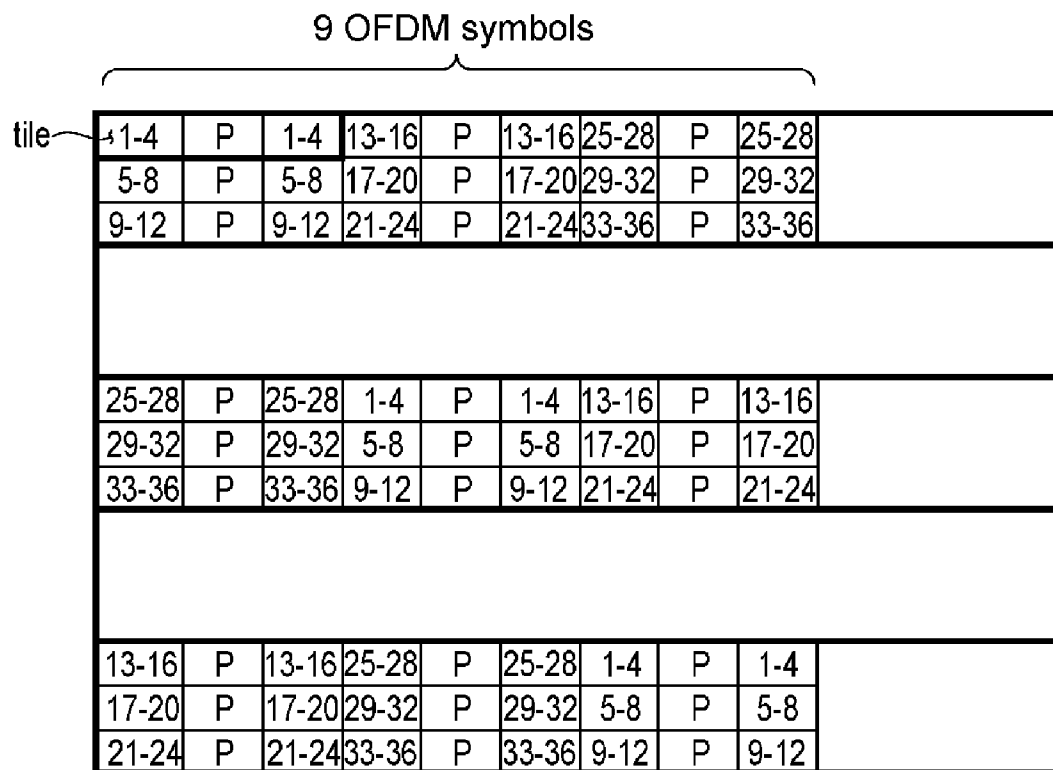 9 OFDM symbols
tile 1-4 P 1-4 13-16 P 13-16 25-28 P 25-28
5-8 P 5-8 17-20 P 17-20 29-32 P 29-32
9-12 P 9-12 21-24 P 21-24 33-36 P 33-36
25-28 P 25-28 1-4 P 1-4 13-16 P 13-16
29-32 P 29-32 5-8 P 5-8 17-20 P 17-20
33-36 P 33-36 9-12 P 9-12 21-24 P 21-24
13-16 P 13-16 25-28 P 25-28 1-4 P 1-4
17-20 P 17-20 29-32 P 29-32 5-8 P 5-8
21-24 P 21-24 33-36 P 33-36 9-12 P 9-12